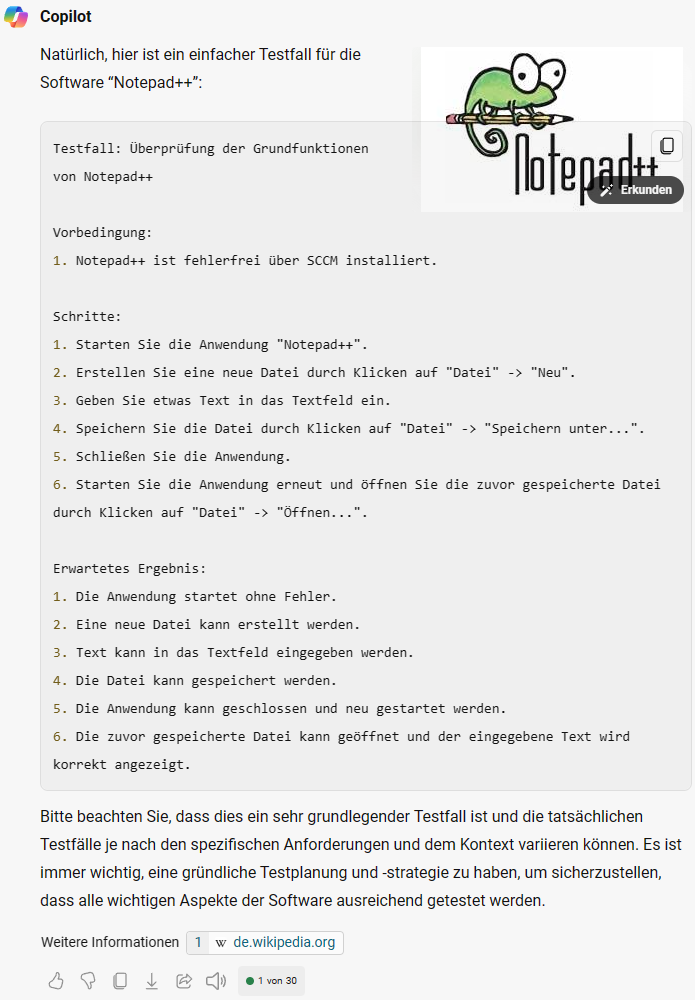 Copilot
Natürlich, hier ist ein einfacher Testfall für die
Software “Notepad++”:
Notepad++
Erkunden
Testfall: Überprüfung der Grundfunktionen
von Notepad++
Vorbedingung:
1. Notepad++ ist fehlerfrei über SCCM installiert.
Schritte:
1. Starten Sie die Anwendung "Notepad++".
2. Erstellen Sie eine neue Datei durch Klicken auf "Datei" -> "Neu".
3. Geben Sie etwas Text in das Textfeld ein.
4. Speichern Sie die Datei durch Klicken auf "Datei" -> "Speichern unter...".
5. Schließen Sie die Anwendung.
6. Starten Sie die Anwendung erneut und öffnen Sie die zuvor gespeicherte Datei
durch Klicken auf "Datei" -> "Öffnen...".
Erwartetes Ergebnis:
1. Die Anwendung startet ohne Fehler.
2. Eine neue Datei kann erstellt werden.
3. Text kann in das Textfeld eingegeben werden.
4. Die Datei kann gespeichert werden.
5. Die Anwendung kann geschlossen und neu gestartet werden.
6. Die zuvor gespeicherte Datei kann geöffnet und der eingegebene Text wird
korrekt angezeigt.
Bitte beachten Sie, dass dies ein sehr grundlegender Testfall ist und die tatsächlichen
Testfälle je nach den spezifischen Anforderungen und dem Kontext variieren können. Es ist
immer wichtig, eine gründliche Testplanung und -strategie zu haben, um sicherzustellen,
dass alle wichtigen Aspekte der Software ausreichend getestet werden.
Weitere Informationen 1 W de.wikipedia.org
1 von 30